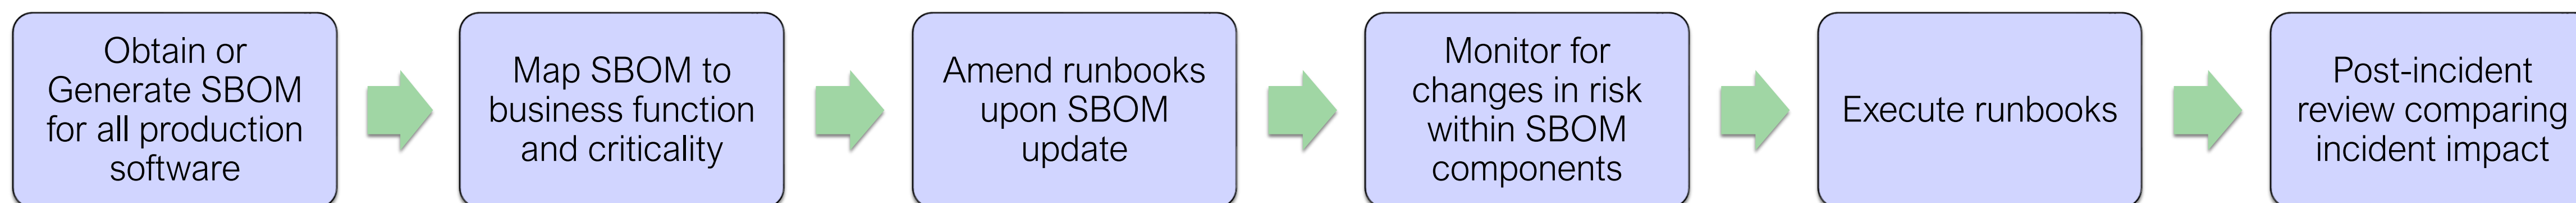 Obtain or
Generate SBOM
for all production
software
Map SBOM to
business function
and criticality
Amend runbooks
upon SBOM
update
Monitor for
changes in risk
within SBOM
components
Execute runbooks
Post-incident
review comparing
incident impact